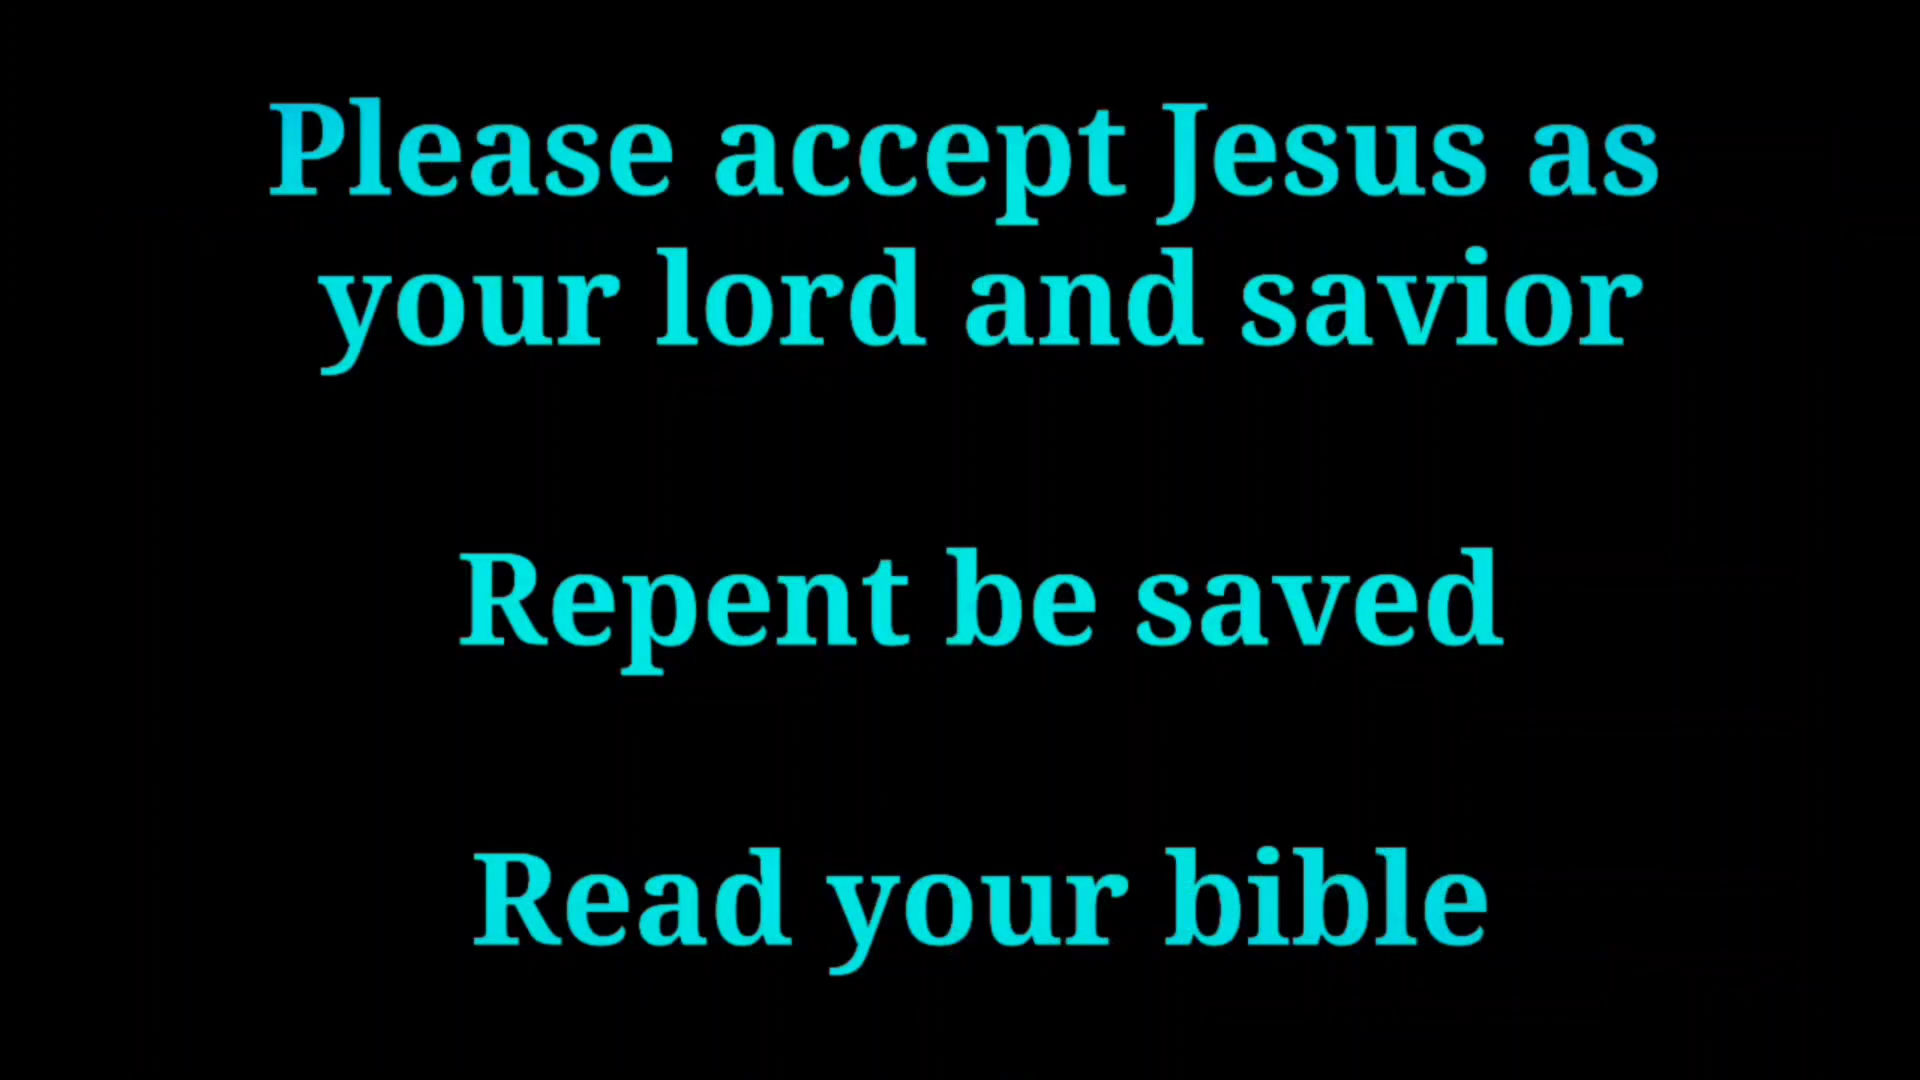 Please accept Jesus as
your lord and savior
Repent be saved
Read your bible